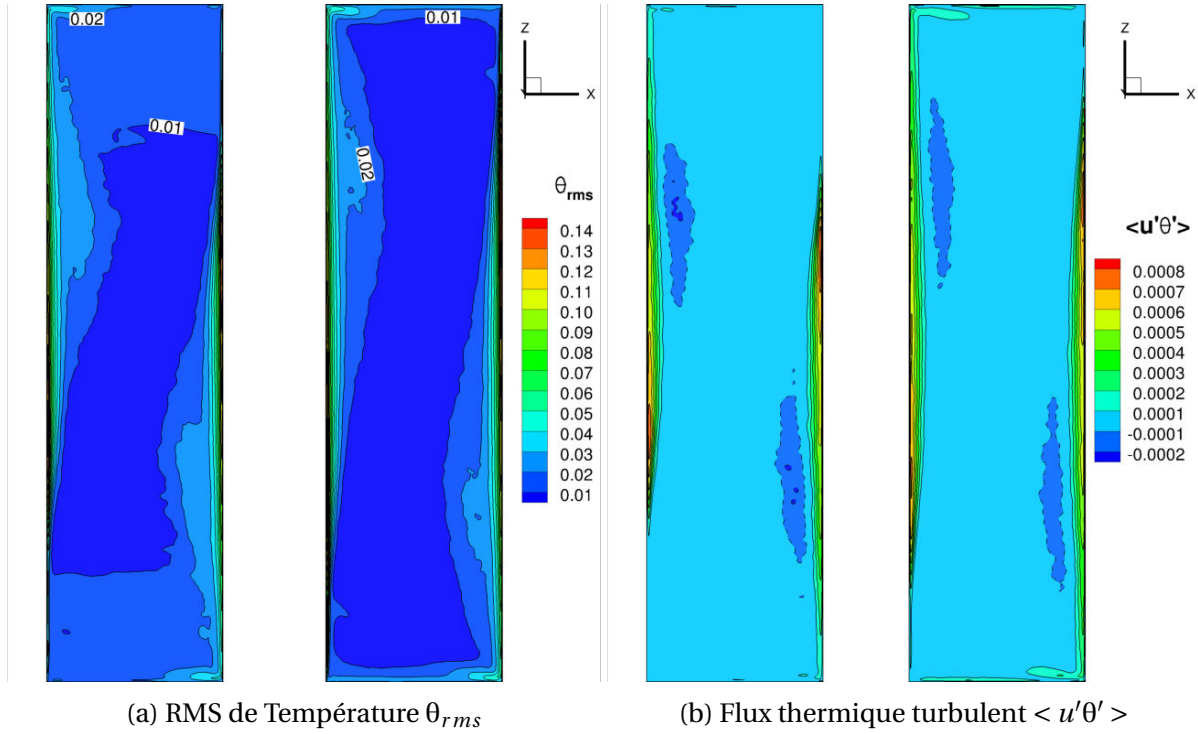 0.02
0.01
0.01
0.02
Z
Y
X
θrms
0.14
0.13
0.12
0.11
0.10
0.09
0.08
0.07
0.06
0.05
0.04
0.03
0.02
0.01
Z
Y
X
<u'θ'>
0.0008
0.0007
0.0006
0.0005
0.0004
0.0003
0.0002
0.0001
-0.0001
-0.0002
(a) RMS de Température θrms
(b) Flux thermique turbulent < u′θ′ >